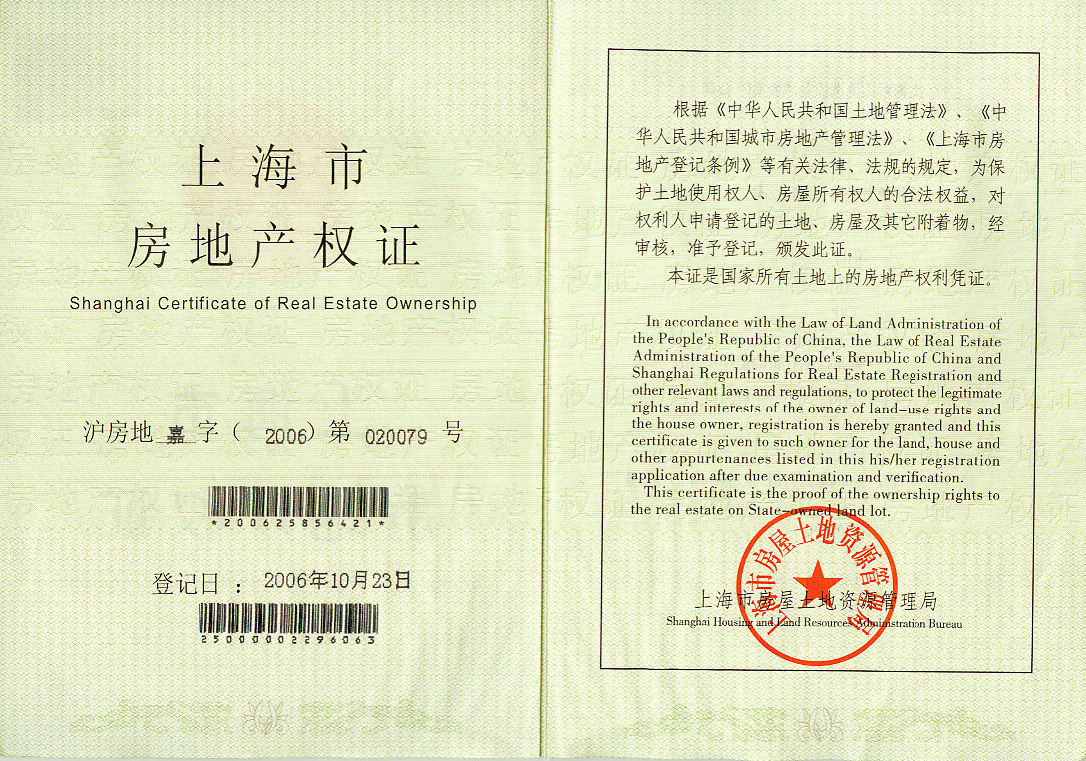 上海市
房地产权证
Shanghai Certificate of Real Estate Ownership
沪房地 嘉 字（ 2006）第 020079 号
*200625856421*
登记日 ： 2006年10月23日
2500002296063
根据《中华人民共和国土地管理法》、《中
华人民共和国城市房地产管理法》、《上海市房
地产登记条例》等有关法律、法规的规定，为保
护土地使用权人、房屋所有权人的合法权益，对
权利人申请登记的土地、房屋及其它附着物，经
审核，准予登记，颁发此证。
本证是国家所有土地上的房地产权利凭证。
In accordance with the Law of Land Administration of
the People's Republic of China, the Law of Real Estate
Administration of the People's Republic of China and
Shanghai Regulations for Real Estate Registration and
other relevant laws and regulations, to protect the legitimate
rights and interests of the owner of land-use rights and
the house owner, registration is hereby granted and this
certificate is given to such owner for the land, house and
other appurtenances listed in this his/her registration
application after due examination and verification.
This certificate is the proof of the ownership rights to
the real estate on State-owned land lot.
上海市房屋土地资源管理局
上海市房屋土地资源管理局
Shanghai Housing and Land Resources Administration Bureau